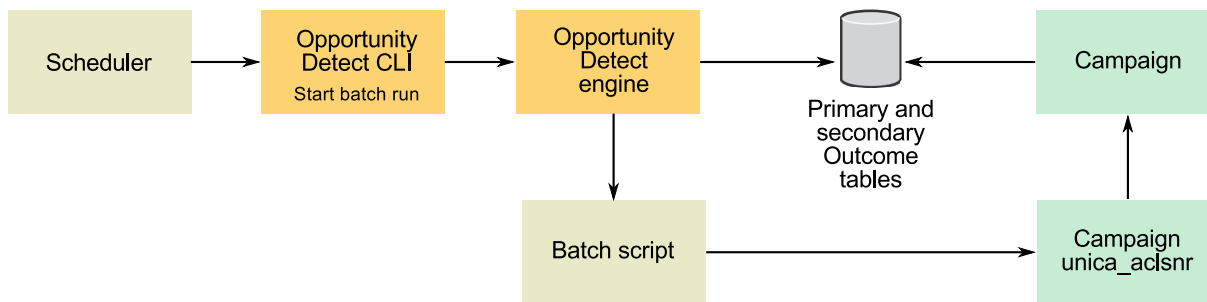 Scheduler
Opportunity
Detect CLI
Start batch run
Opportunity
Detect
engine
Primary and
secondary
Outcome
tables
Campaign
Batch script
Campaign
unica_aclsnr